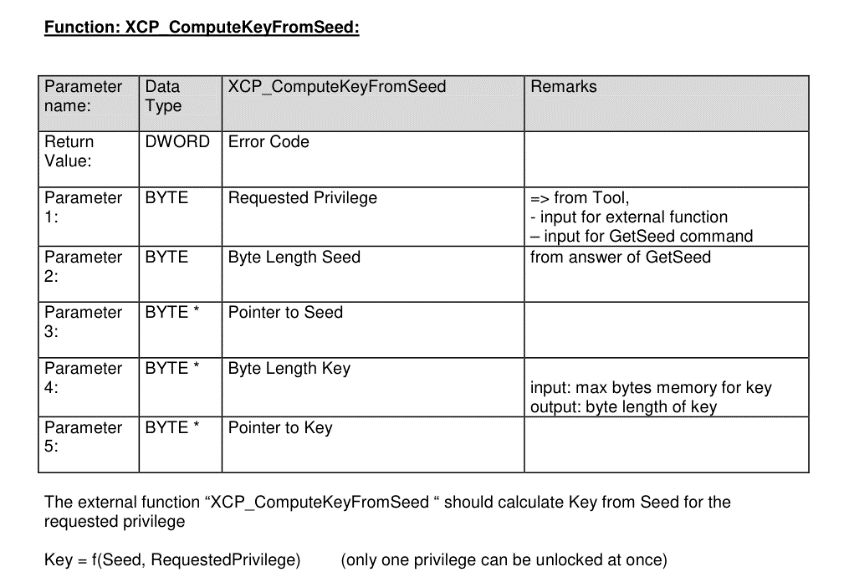 Function: XCP_ComputeKeyFromSeed:
Parameter name: Data Type XCP_ComputeKeyFromSeed Remarks
Return Value: DWORD Error Code
Parameter 1: BYTE Requested Privilege => from Tool,
- input for external function
– input for GetSeed command
Parameter 2: BYTE Byte Length Seed from answer of GetSeed
Parameter 3: BYTE * Pointer to Seed
Parameter 4: BYTE * Byte Length Key input: max bytes memory for key
output: byte length of key
Parameter 5: BYTE * Pointer to Key
The external function “XCP_ComputeKeyFromSeed “ should calculate Key from Seed for the
requested privilege
Key = f(Seed, RequestedPrivilege) (only one privilege can be unlocked at once)